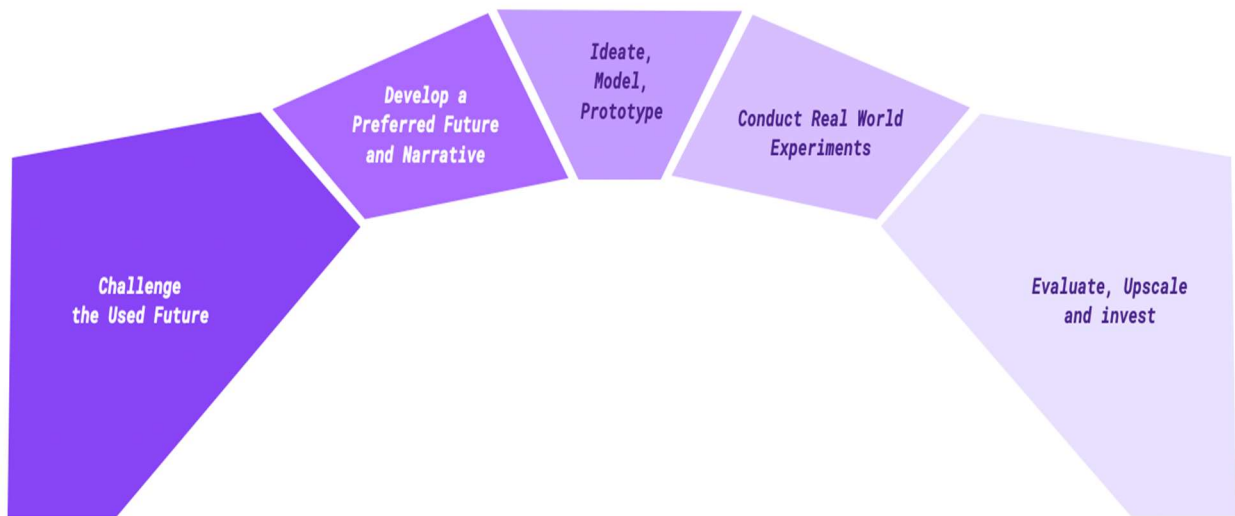 Challenge
the Used Future
Develop a
Preferred Future
and Narrative
Ideate,
Model,
Prototype
Conduct Real World
Experiments
Evaluate, Upscale
and invest